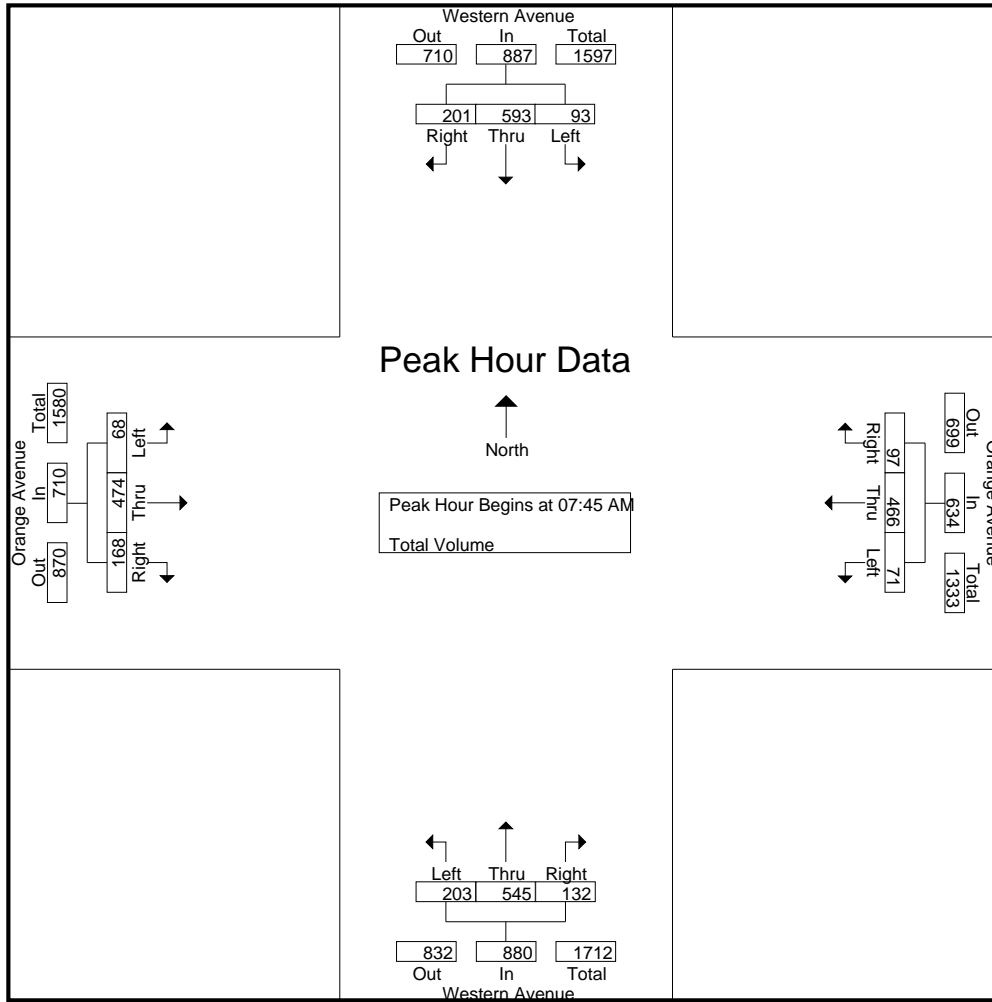 Western Avenue
Out In Total
710 887 1597
201 593 93
Right Thru Left
Peak Hour Data
North
Peak Hour Begins at 07:45 AM
Total Volume
Orange Avenue
Out In Total
870 710 1580
168 474 68
Right Thru Left
Orange Avenue
Out In Total
699 634 1333
97 466 71
Right Thru Left
Left Thru Right
203 545 132
832 880 1712
Out In Total
Western Avenue